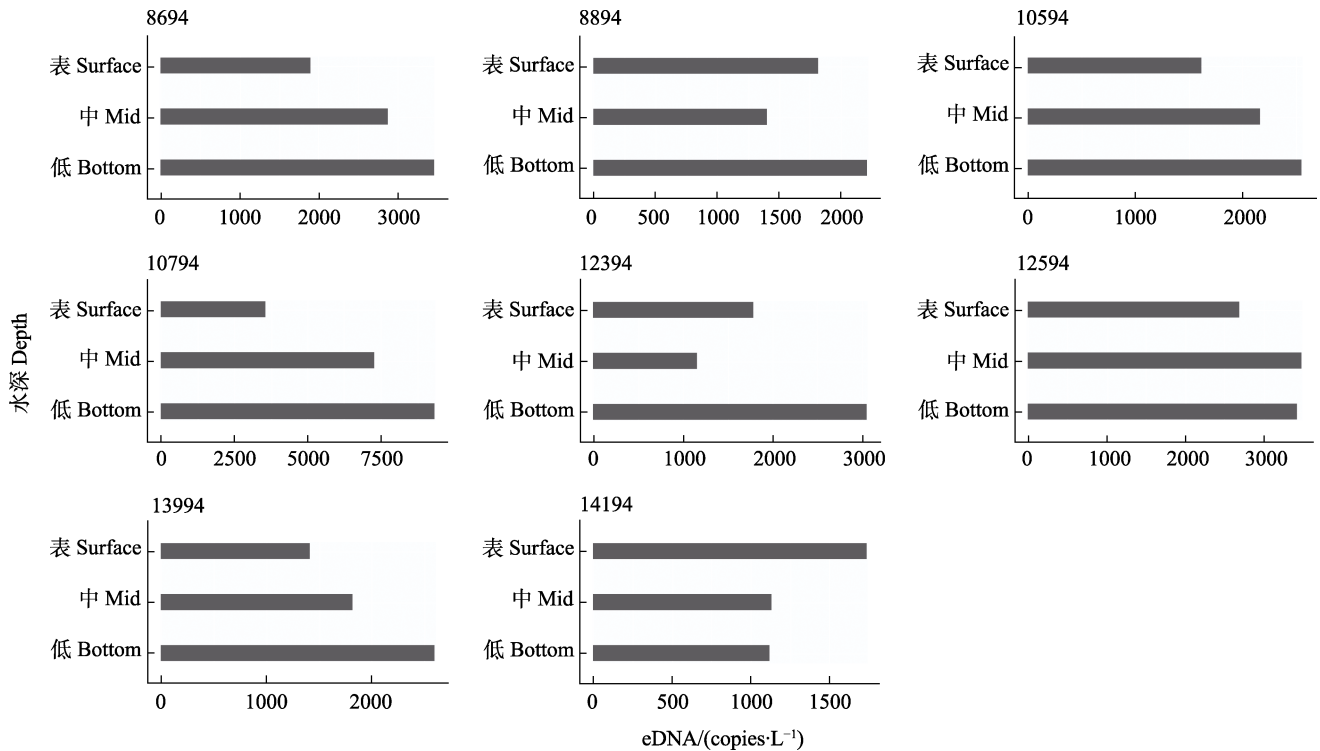 8694
表 Surface
中 Mid
低 Bottom
0 1000 2000 3000
8894
表 Surface
中 Mid
低 Bottom
0 500 1000 1500 2000
10594
表 Surface
中 Mid
低 Bottom
0 1000 2000
水深 Depth
10794
表 Surface
中 Mid
低 Bottom
0 2500 5000 7500
12394
表 Surface
中 Mid
低 Bottom
0 1000 2000 3000
12594
表 Surface
中 Mid
低 Bottom
0 1000 2000 3000
13994
表 Surface
中 Mid
低 Bottom
0 1000 2000
14194
表 Surface
中 Mid
低 Bottom
0 500 1000 1500
eDNA/(copies·L⁻¹)